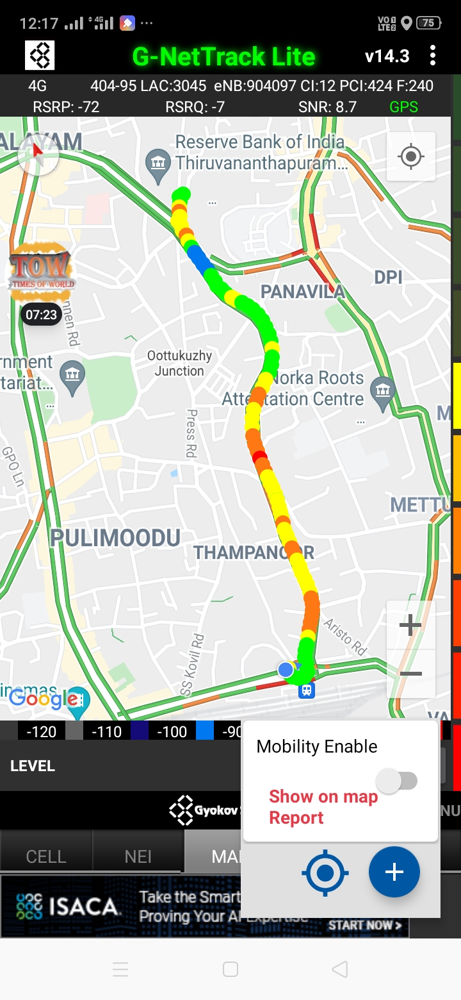 12:17
4G
VO 1
LTE 2
75
G-NetTrack Lite
v14.3
4G
404-95 LAC:3045 eNB:904097 CI:12 PCI:424 F:240
RSRP: -72
RSRQ: -7
SNR: 8.7
GPS
ALAYAM
Reserve Bank of India
Thiruvananthapuram...
...
TOW
TIMES OF WORLD
07:23
DPI
PANAVILA
nnen Rd
Oottukuzhy
Junction
rnment
tariat...
...
Norka Roots
Attestation Centre
...
M
Press Rd
GPO Ln
METTU
PULIMOODU
THAMPANOOR
Aristo Rd
SS Kovil Rd
inemas
Google
VA
-120
-110
-100
-90
Mobility Enable
LEVEL
Show on map
Report
Gyokov S
NU
CELL
NEI
MAP
ISACA
Take the Smart
Proving Your AI Expertise
START NOW >